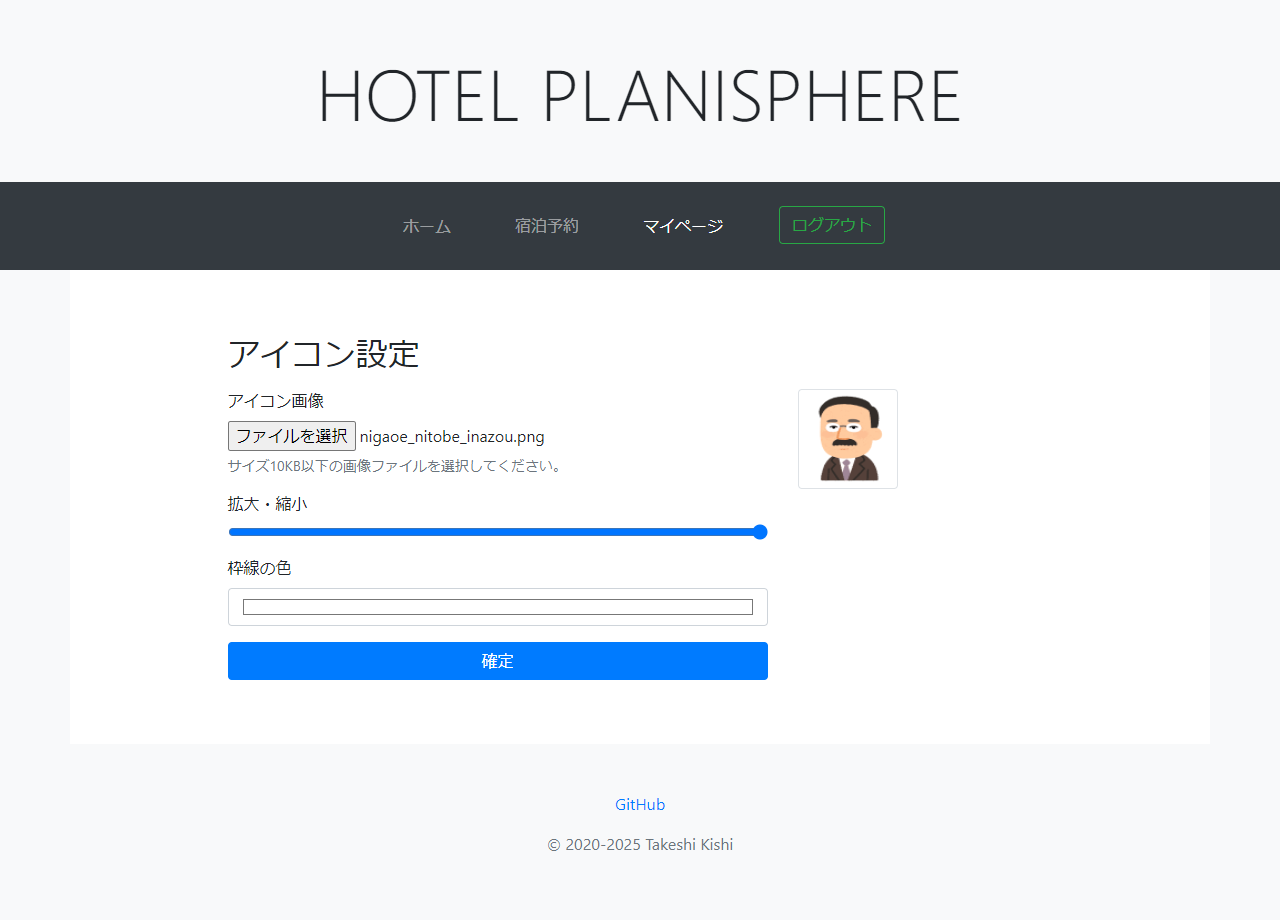 HOTEL PLANISPHERE
ホーム 宿泊予約 マイページ ログアウト
アイコン設定
アイコン画像
ファイルを選択 nigaoe_nitobe_inazou.png
サイズ10KB以下の画像ファイルを選択してください。
拡大・縮小
枠線の色
確定
GitHub
© 2020-2025 Takeshi Kishi